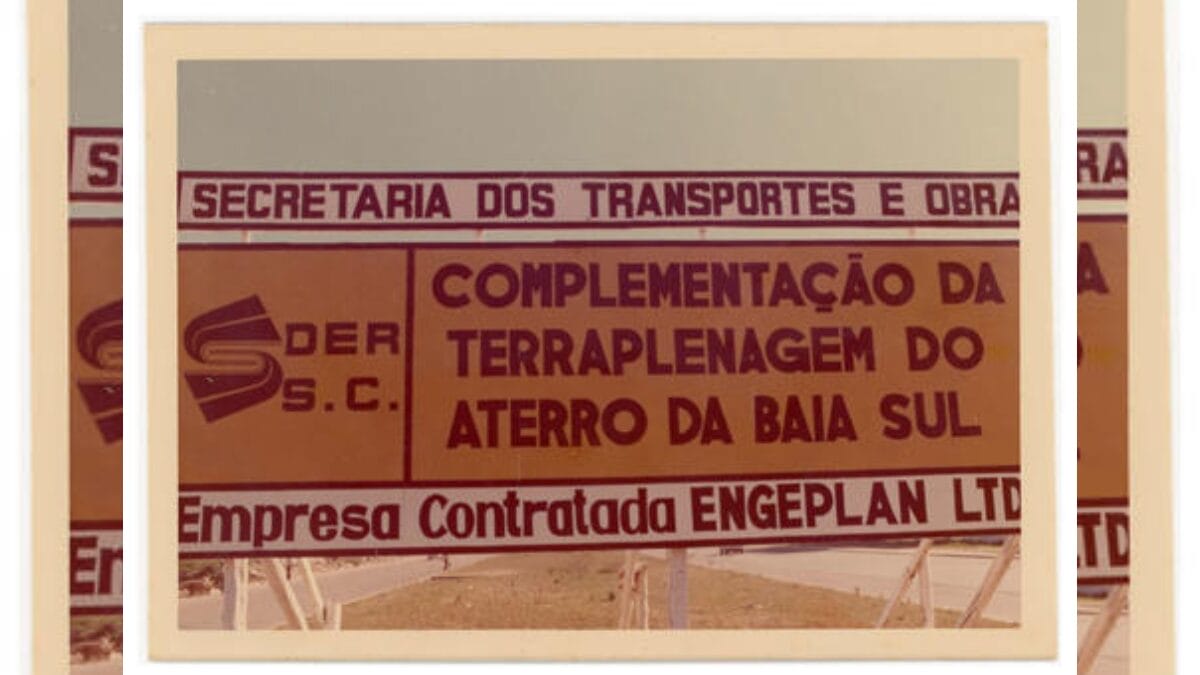 SECRETARIA DOS TRANSPORTES E OBRA
DER
S.C.
COMPLEMENTAÇÃO DA
TERRAPLENAGEM DO
ATERRO DA BAIA SUL
Empresa Contratada ENGEPLAN LTD